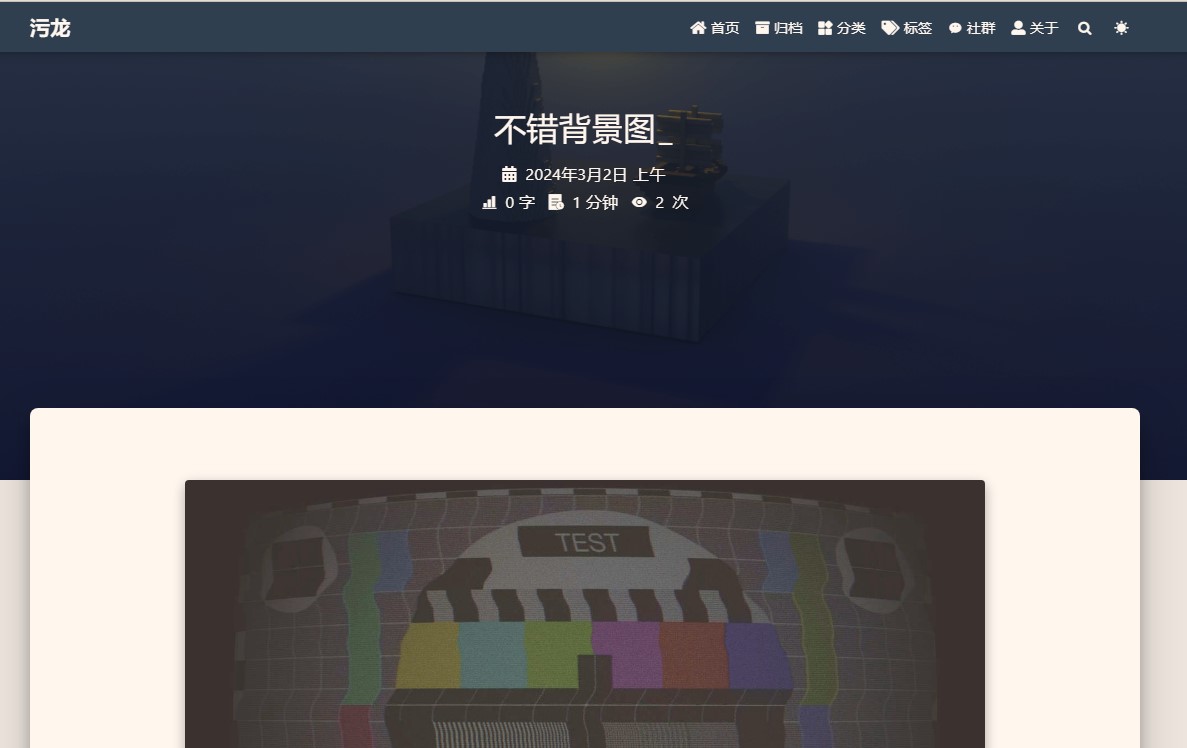 污龙
首页 归档 分类 标签 社群 关于
不错背景图_
2024年3月2日 上午
0 字 1 分钟 2 次
TEST